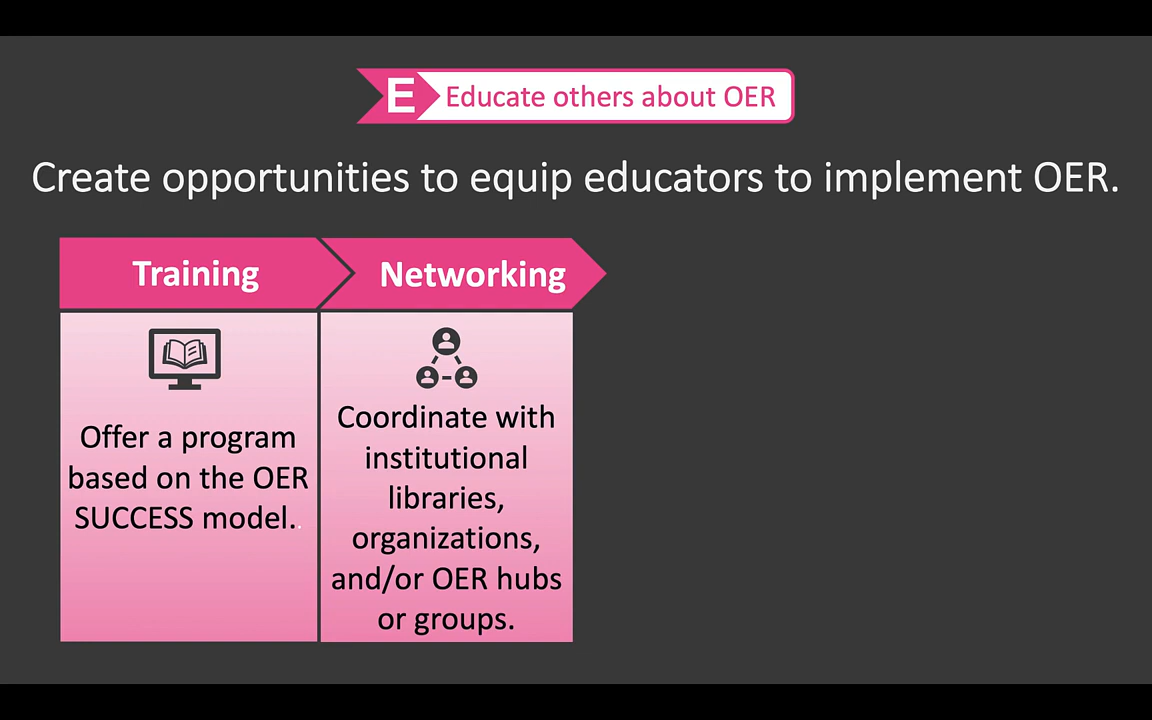 E Educate others about OER
Create opportunities to equip educators to implement OER.
Training
Offer a program
based on the OER
SUCCESS model..
Networking
Coordinate with
institutional
libraries,
organizations,
and/or OER hubs
or groups.